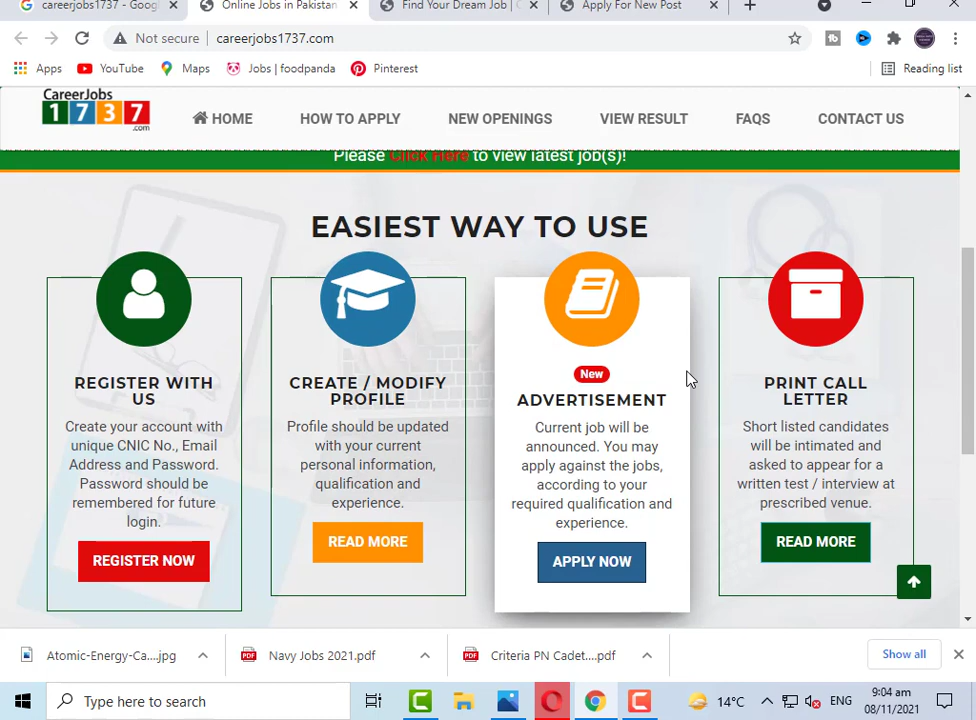 careerjobs1737 - Goog
Online Jobs in Pakistan
Find Your Dream Job | C
Apply For New Post
Not secure
careerjobs1737.com
Apps
YouTube
Maps
Jobs | foodpanda
Pinterest
Reading list
CareerJobs
1737
.com
HOME
HOW TO APPLY
NEW OPENINGS
VIEW RESULT
FAQS
CONTACT US
Please Click Here to view latest job(s)!
EASIEST WAY TO USE
REGISTER WITH
US
Create your account with
unique CNIC No., Email
Address and Password.
Password should be
remembered for future
login.
REGISTER NOW
CREATE / MODIFY
PROFILE
Profile should be updated
with your current
personal information,
qualification and
experience.
READ MORE
New
ADVERTISEMENT
Current job will be
announced. You may
apply against the jobs,
according to your
required qualification and
experience.
APPLY NOW
PRINT CALL
LETTER
Short listed candidates
will be intimated and
asked to appear for a
written test / interview at
prescribed venue.
READ MORE
Atomic-Energy-Ca....jpg
Navy Jobs 2021.pdf
Criteria PN Cadet....pdf
Show all
Type here to search
14°C
ENG
9:04 am
08/11/2021